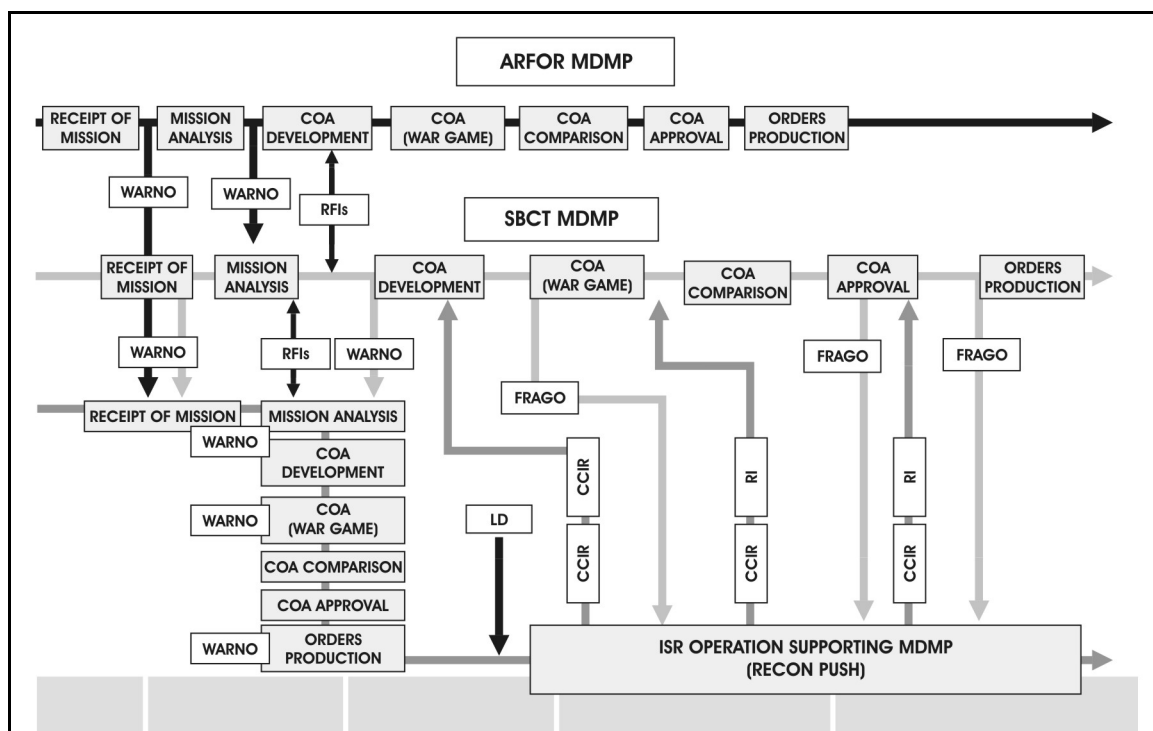 ARFOR MDMP
RECEIPT OF
MISSION
MISSION
ANALYSIS
COA
DEVELOPMENT
COA
(WAR GAME)
COA
COMPARISON
COA
APPROVAL
ORDERS
PRODUCTION
WARNO
WARNO
RFIs
SBCT MDMP
RECEIPT OF
MISSION
MISSION
ANALYSIS
COA
DEVELOPMENT
COA
(WAR GAME)
COA
COMPARISON
COA
APPROVAL
ORDERS
PRODUCTION
WARNO
RFIs
WARNO
FRAGO
FRAGO
FRAGO
RECEIPT OF MISSION
MISSION ANALYSIS
WARNO
COA
DEVELOPMENT
WARNO
COA
(WAR GAME)
COA COMPARISON
COA APPROVAL
WARNO
ORDERS
PRODUCTION
LD
CCIR
CCIR
RI
CCIR
RI
CCIR
ISR OPERATION SUPPORTING MDMP
(RECON PUSH)